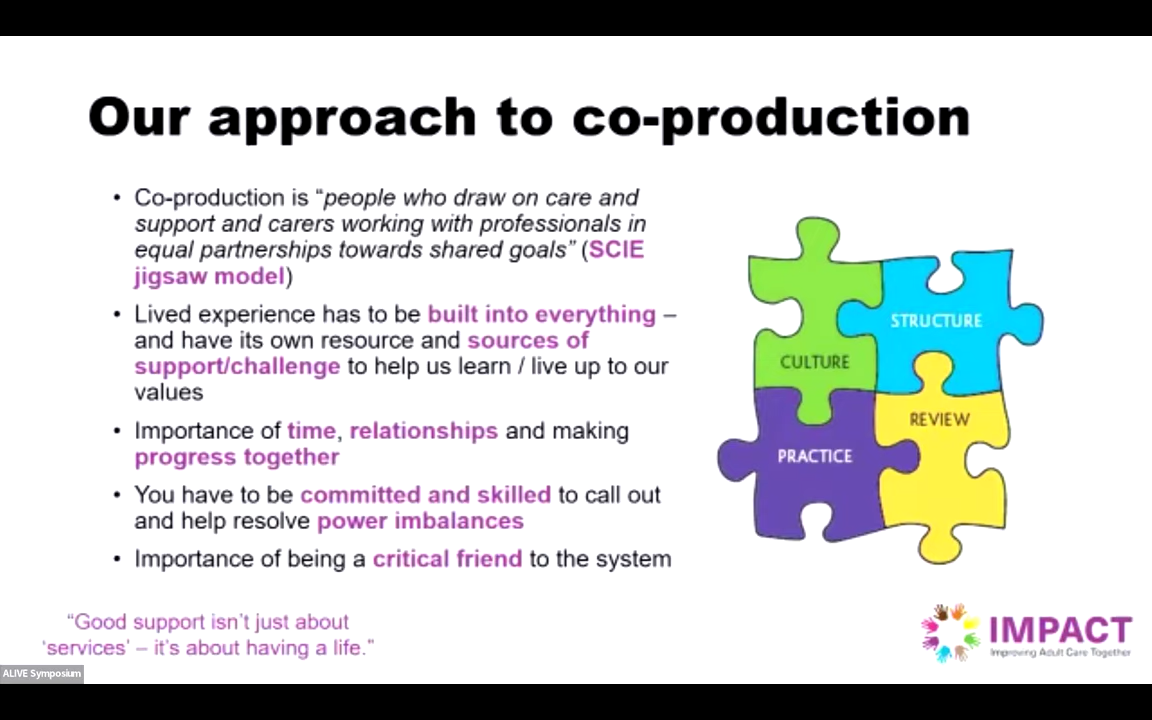 Our approach to co-production
• Co-production is “people who draw on care and
support and carers working with professionals in
equal partnerships towards shared goals” (SCIE
jigsaw model)
• Lived experience has to be built into everything –
and have its own resource and sources of
support/challenge to help us learn / live up to our
values
• Importance of time, relationships and making
progress together
• You have to be committed and skilled to call out
and help resolve power imbalances
• Importance of being a critical friend to the system
CULTURE
STRUCTURE
PRACTICE
REVIEW
“Good support isn’t just about
‘services’ – it’s about having a life.”
IMPACT
Improving Adult Care Together
ALIVE Symposium